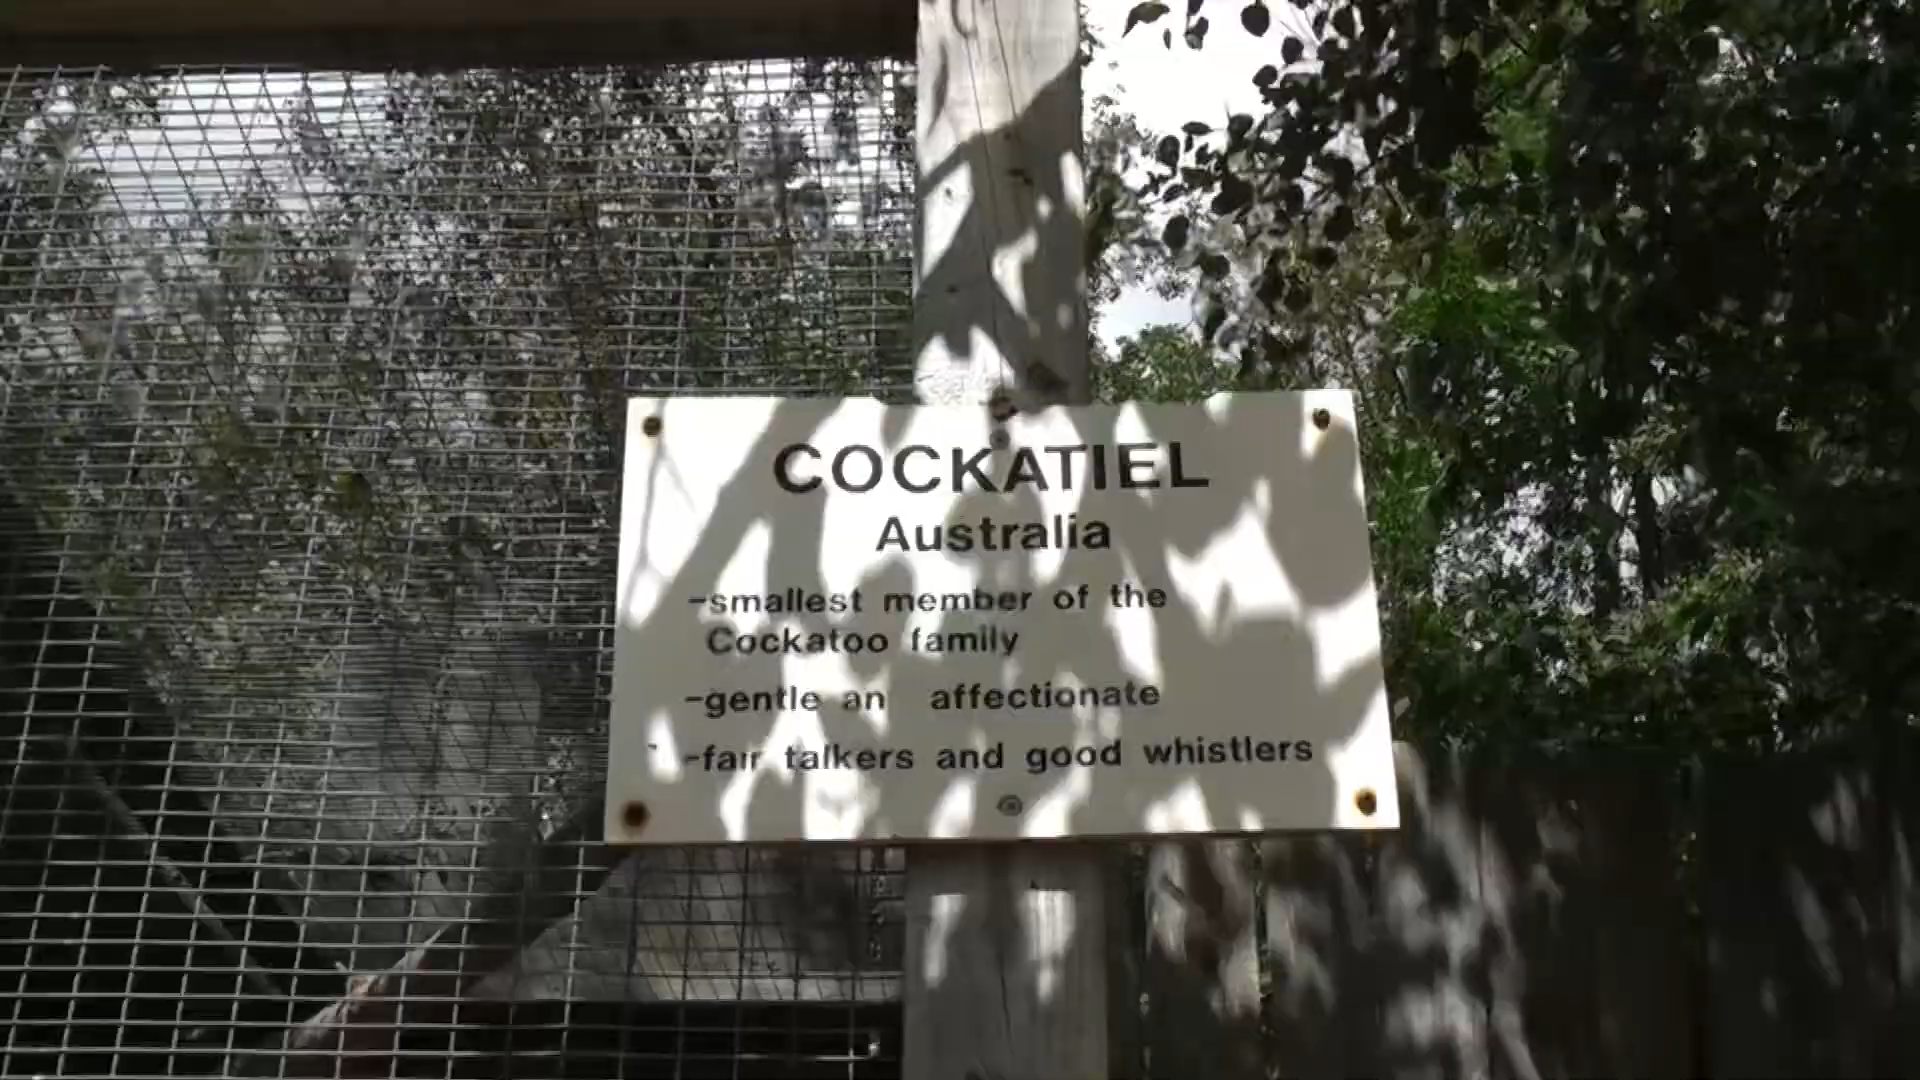 COCKATIEL
Australia
-smallest member of the
Cockatoo family
-gentle an affectionate
-fair talkers and good whistlers